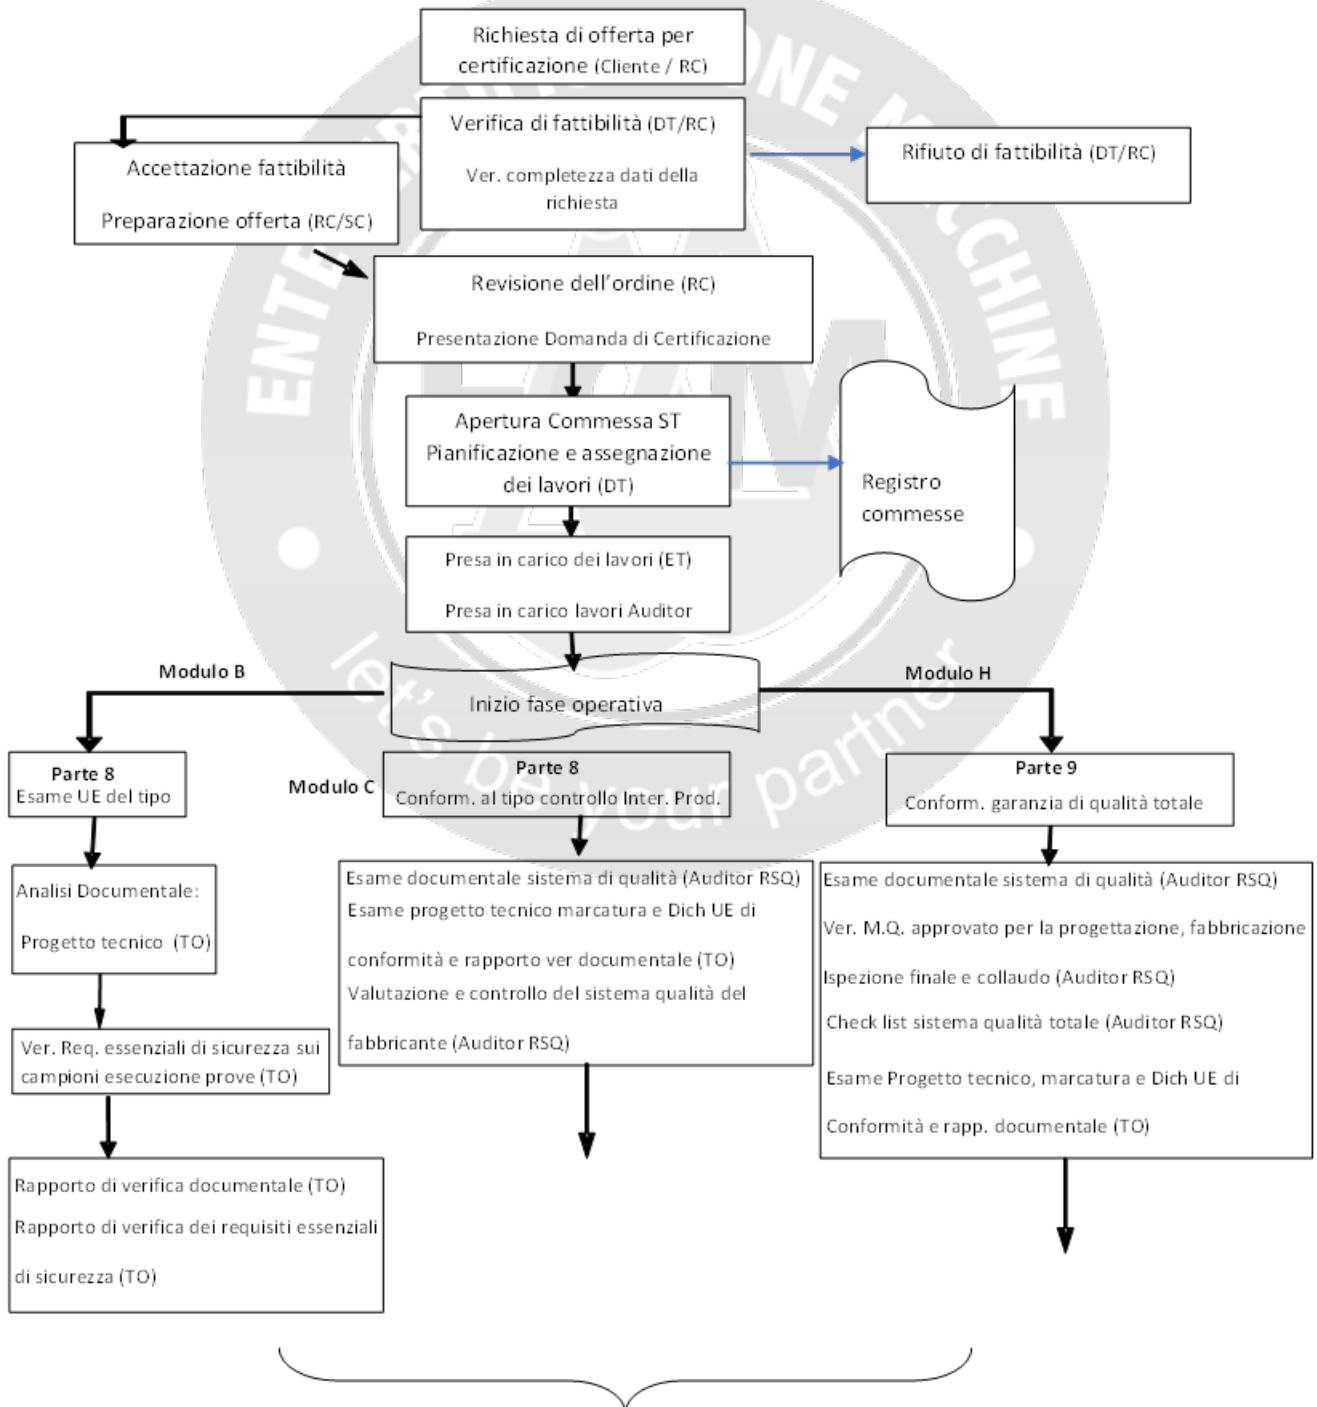 Richiesta di offerta per
certificazione (Cliente / RC)
Verifica di fattibilità (DT/RC)
Ver. completezza dati della
richiesta
Rifiuto di fattibilità (DT/RC)
Accettazione fattibilità
Preparazione offerta (RC/SC)
Revisione dell'ordine (RC)
Presentazione Domanda di Certificazione
Apertura Commessa ST
Pianificazione e assegnazione
dei lavori (DT)
Registro
commesse
Presa in carico dei lavori (ET)
Presa in carico lavori Auditor
Modulo B
Inizio fase operativa
Modulo H
Parte 8
Esame UE del tipo
Modulo C
Parte 8
Conform. al tipo controllo Inter. Prod.
Parte 9
Conform. garanzia di qualità totale
Analisi Documentale:
Progetto tecnico (TO)
Ver. Req. essenziali di sicurezza sui
campioni esecuzione prove (TO)
Rapporto di verifica documentale (TO)
Rapporto di verifica dei requisiti essenziali
di sicurezza (TO)
Esame documentale sistema di qualità (Auditor RSQ)
Esame progetto tecnico marcatura e Dich UE di
conformità e rapporto ver documentale (TO)
Valutazione e controllo del sistema qualità del
fabbricante (Auditor RSQ)
Esame documentale sistema di qualità (Auditor RSQ)
Ver. M.Q. approvato per la progettazione, fabbricazione
Ispezione finale e collaudo (Auditor RSQ)
Check list sistema qualità totale (Auditor RSQ)
Esame Progetto tecnico, marcatura e Dich UE di
Conformità e rapp. documentale (TO)
ENTE
MACCHINE
let's be your partner